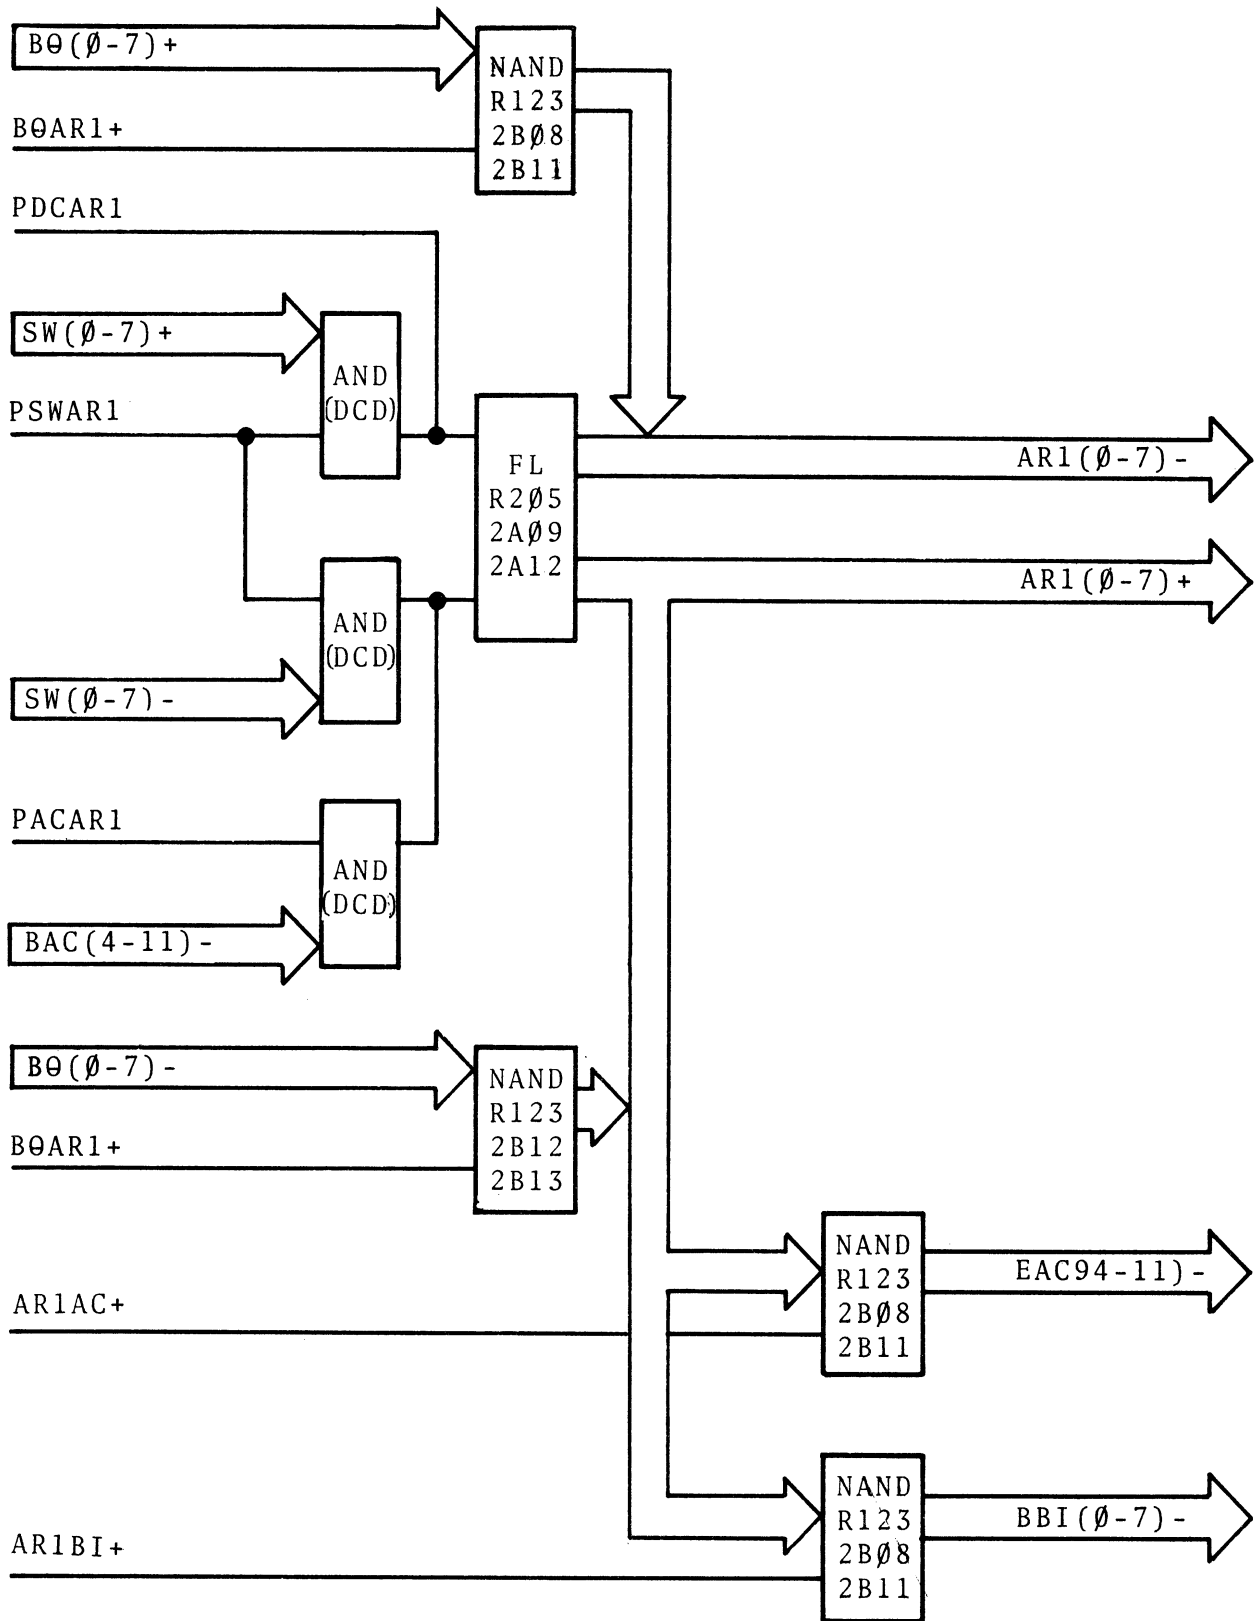 BΘ(Ø-7)+
NAND
R123
2BØ8
2B11
BΘAR1+
PDCAR1
SW(Ø-7)+
AND
(DCD)
PSWAR1
FL
R2Ø5
2AØ9
2A12
AR1(Ø-7)-
AR1(Ø-7)+
AND
(DCD)
SW(Ø-7)-
PACAR1
AND
(DCD)
BAC(4-11)-
BΘ(Ø-7)-
NAND
R123
2B12
2B13
BΘAR1+
NAND
R123
2BØ8
2B11
EAC94-11)-
AR1AC+
NAND
R123
2BØ8
2B11
BBI(Ø-7)-
AR1BI+